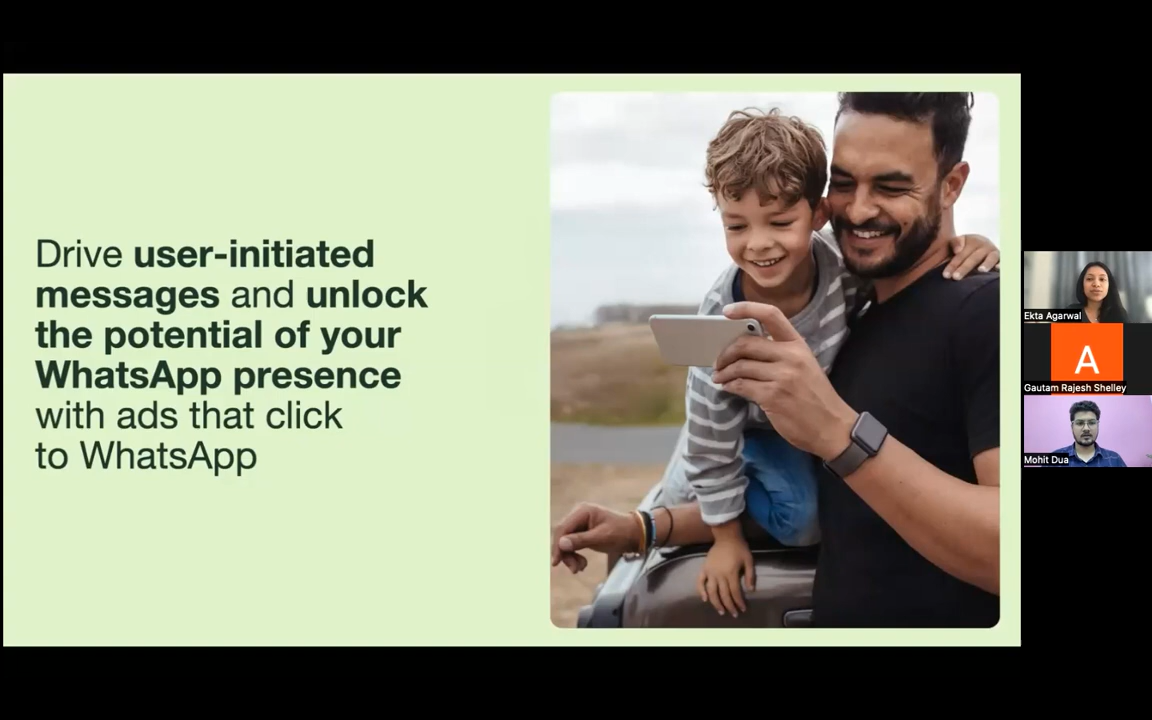 Drive user-initiated
messages and unlock
the potential of your
WhatsApp presence
with ads that click
to WhatsApp
Ekta Agarwal
A
Gautam Rajesh Shelley
Mohit Dua